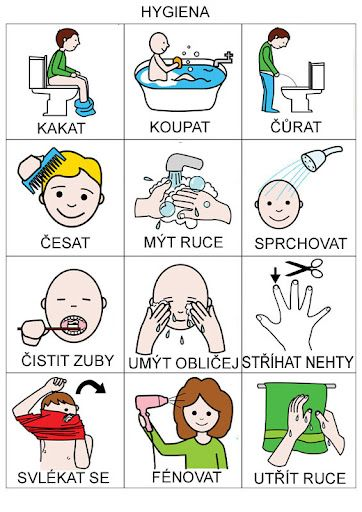 HYGIENA
KAKAT
KOUPAT
ČŮRAT
ČESAT
MÝT RUCE
SPRCHOVAT
ČISTIT ZUBY
UMÝT OBLIČEJ
STŘÍHAT NEHTY
SVLÉKAT SE
FÉNOVAT
UTŘÍT RUCE